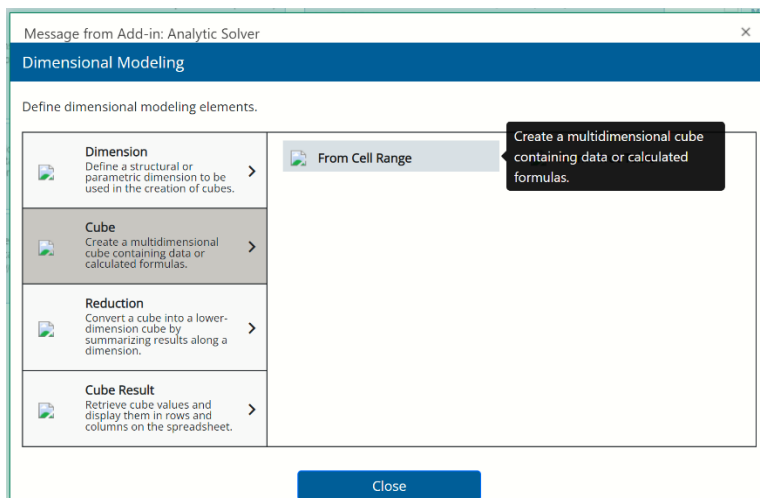 Message from Add-in: Analytic Solver
Dimensional Modeling
Define dimensional modeling elements.
Dimension
Define a structural or
parametric dimension to be
used in the creation of cubes.
Cube
Create a multidimensional
cube containing data or
calculated formulas.
Reduction
Convert a cube into a lower-
dimension cube by
summarizing results along a
dimension.
Cube Result
Retrieve cube values and
display them in rows and
columns on the spreadsheet.
From Cell Range
Create a multidimensional cube
containing data or calculated
formulas.
Close